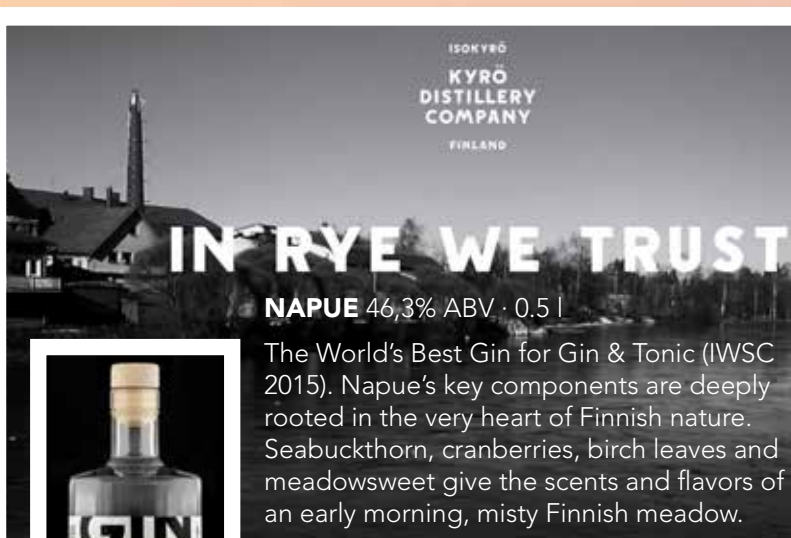 ISOKYRÖ
KYRÖ
DISTILLERY
COMPANY
FINLAND
IN RYE WE TRUST
NAPUE 46,3% ABV · 0.5 l
The World's Best Gin for Gin & Tonic (IWSC
2015). Napue's key components are deeply
rooted in the very heart of Finnish nature.
Seabuckthorn, cranberries, birch leaves and
meadowsweet give the scents and flavors of
an early morning, misty Finnish meadow.
GIN